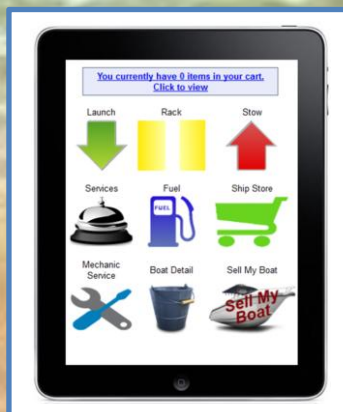 You currently have 0 items in your cart.
Click to view
Launch Rack Stow
Services Fuel Ship Store
FUEL
Mechanic
Service
Boat Detail Sell My Boat
Sell My
Boat